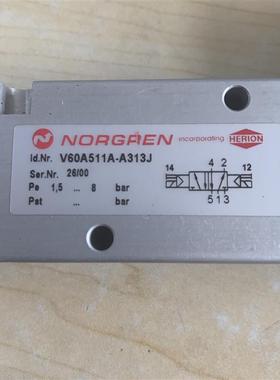 NORGREN incorporating HERION
Id.Nr. V60A511A-A313J
Ser.Nr. 26/00
Pe 1,5 ... 8 bar
Pst ... bar
4 2
14 12
5 1 3